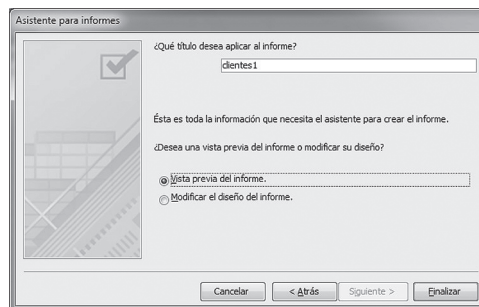 Asistente para informes
¿Qué título desea aplicar al informe?
clientes1
Ésta es toda la información que necesita el asistente para crear el informe.
¿Desea una vista previa del informe o modificar su diseño?
Vista previa del informe.
Modificar el diseño del informe.
Cancelar
< Atrás
Siguiente >
Finalizar